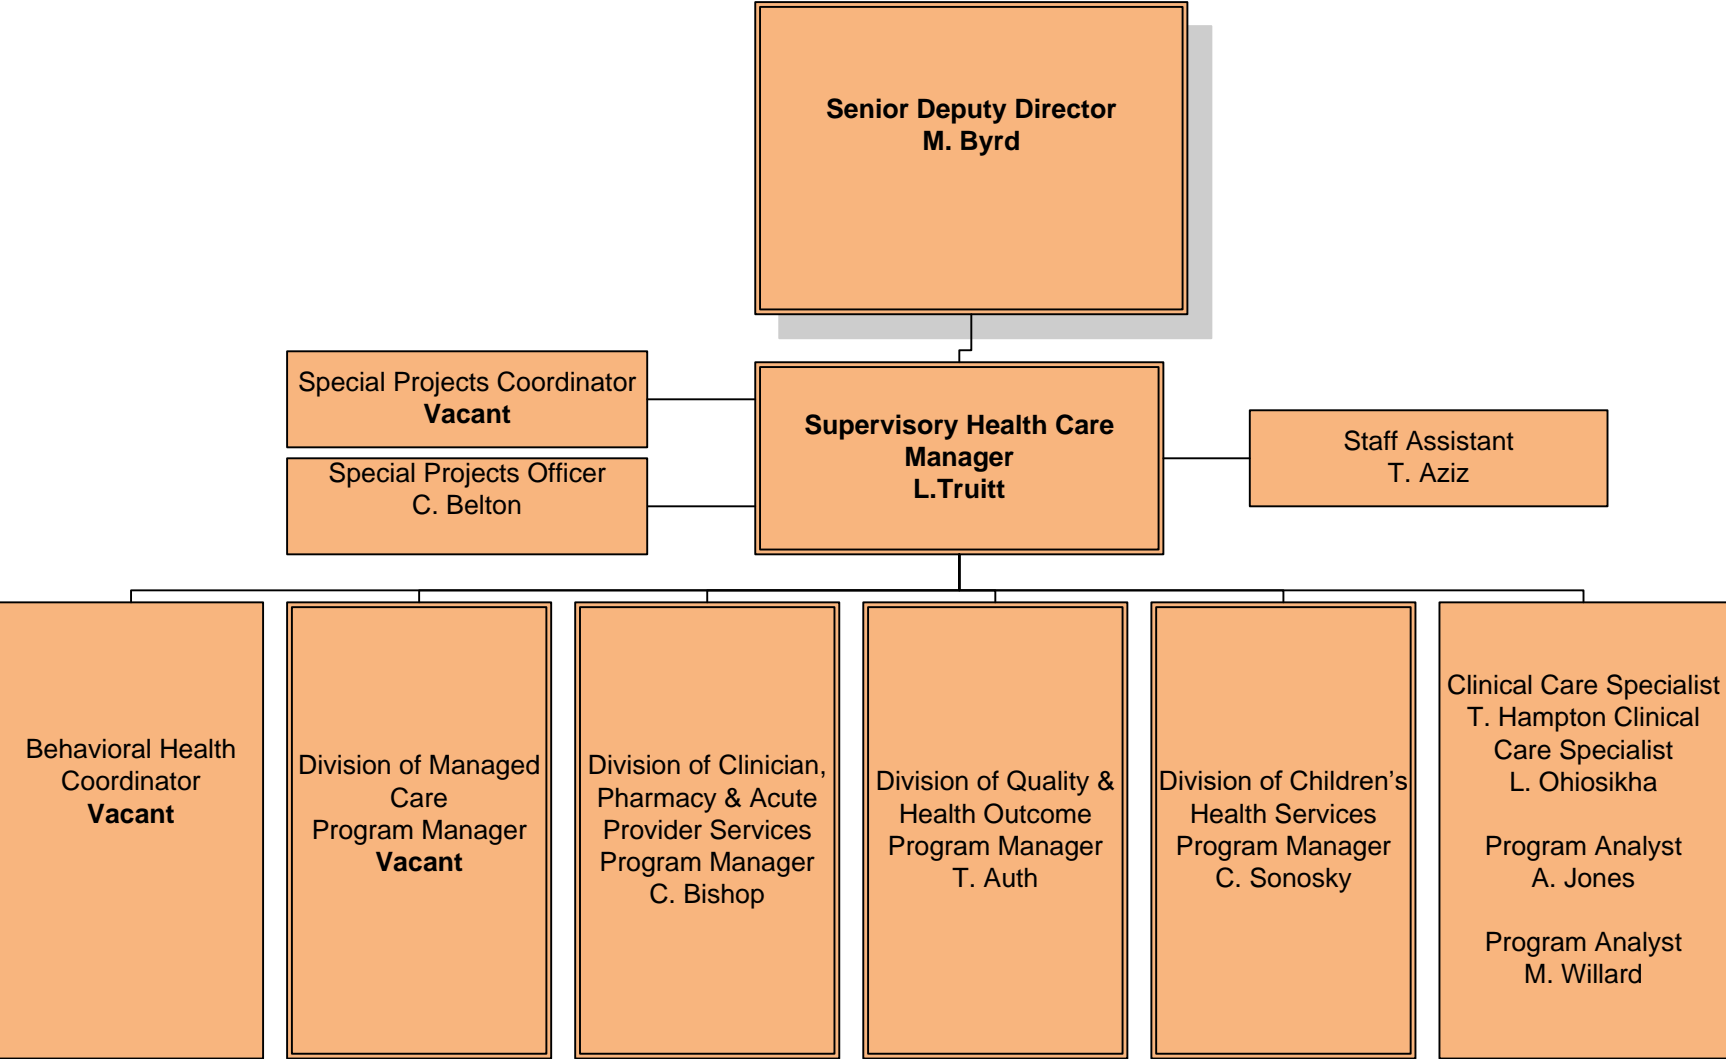 Senior Deputy Director
M. Byrd
Special Projects Coordinator
Vacant
Special Projects Officer
C. Belton
Supervisory Health Care
Manager
L.Truitt
Staff Assistant
T. Aziz
Behavioral Health
Coordinator
Vacant
Division of Managed
Care
Program Manager
Vacant
Division of Clinician,
Pharmacy & Acute
Provider Services
Program Manager
C. Bishop
Division of Quality &
Health Outcome
Program Manager
T. Auth
Division of Children’s
Health Services
Program Manager
C. Sonosky
Clinical Care Specialist
T. Hampton Clinical
Care Specialist
L. Ohiosikha
Program Analyst
A. Jones
Program Analyst
M. Willard